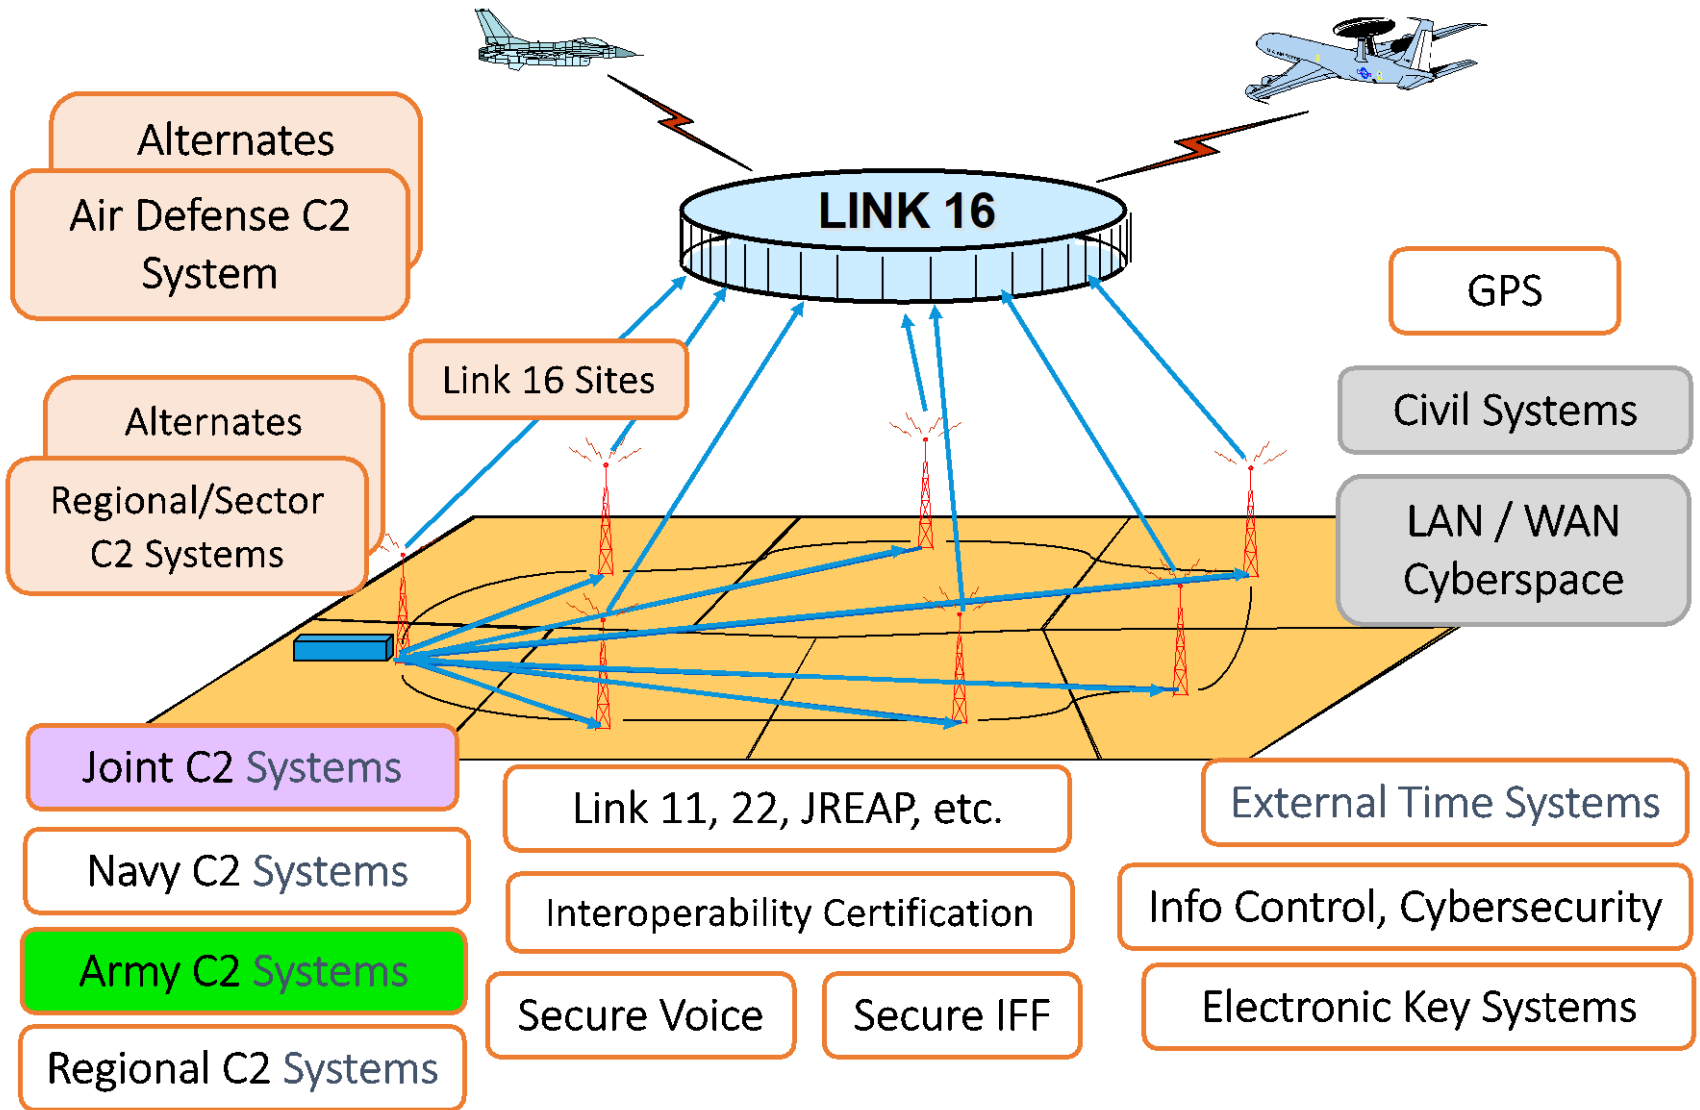 Alternates
Air Defense C2
System
LINK 16
GPS
Link 16 Sites
Civil Systems
Alternates
Regional/Sector
C2 Systems
LAN / WAN
Cyberspace
Joint C2 Systems
Navy C2 Systems
Army C2 Systems
Regional C2 Systems
Link 11, 22, JREAP, etc.
Interoperability Certification
Secure Voice
Secure IFF
External Time Systems
Info Control, Cybersecurity
Electronic Key Systems